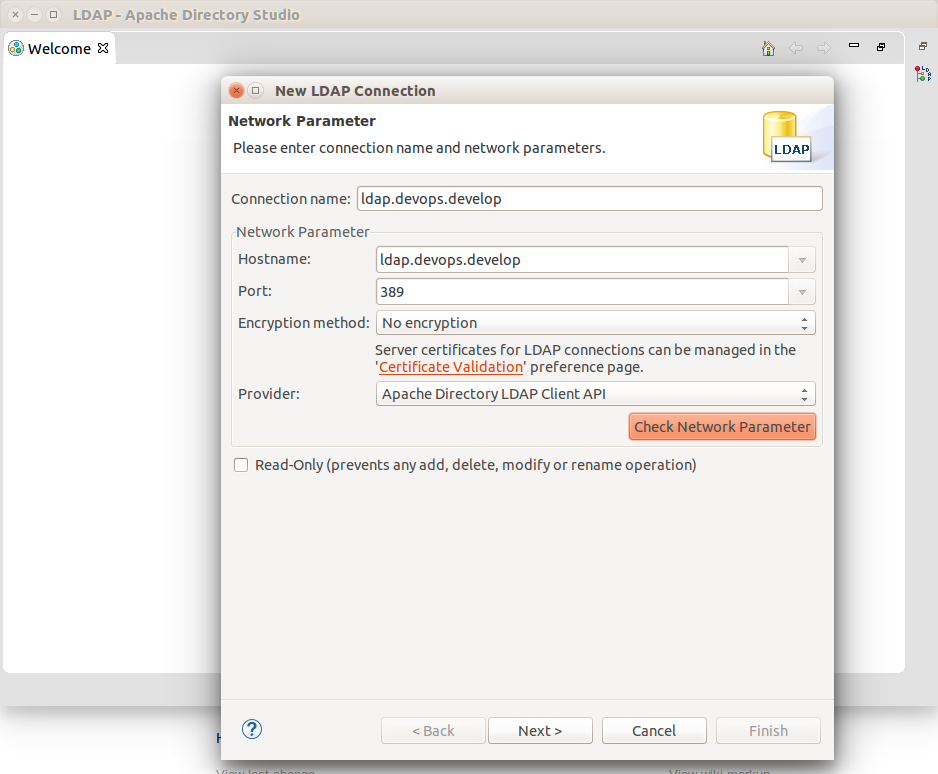 LDAP - Apache Directory Studio
Welcome
New LDAP Connection
Network Parameter
Please enter connection name and network parameters.
LDAP
Connection name: ldap.devops.develop
Network Parameter
Hostname: ldap.devops.develop
Port: 389
Encryption method: No encryption
Server certificates for LDAP connections can be managed in the
'Certificate Validation' preference page.
Provider: Apache Directory LDAP Client API
Check Network Parameter
Read-Only (prevents any add, delete, modify or rename operation)
? < Back Next > Cancel Finish